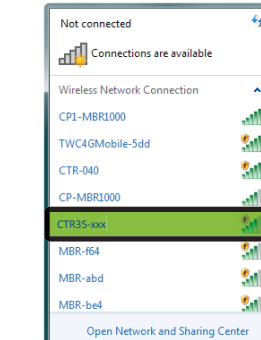 Not connected
Connections are available
Wireless Network Connection
CP1-MBR1000
TWC4GMobile-5dd
CTR-040
CP-MBR1000
CTR35-xxx
MBR-f64
MBR-abd
MBR-be4
Open Network and Sharing Center